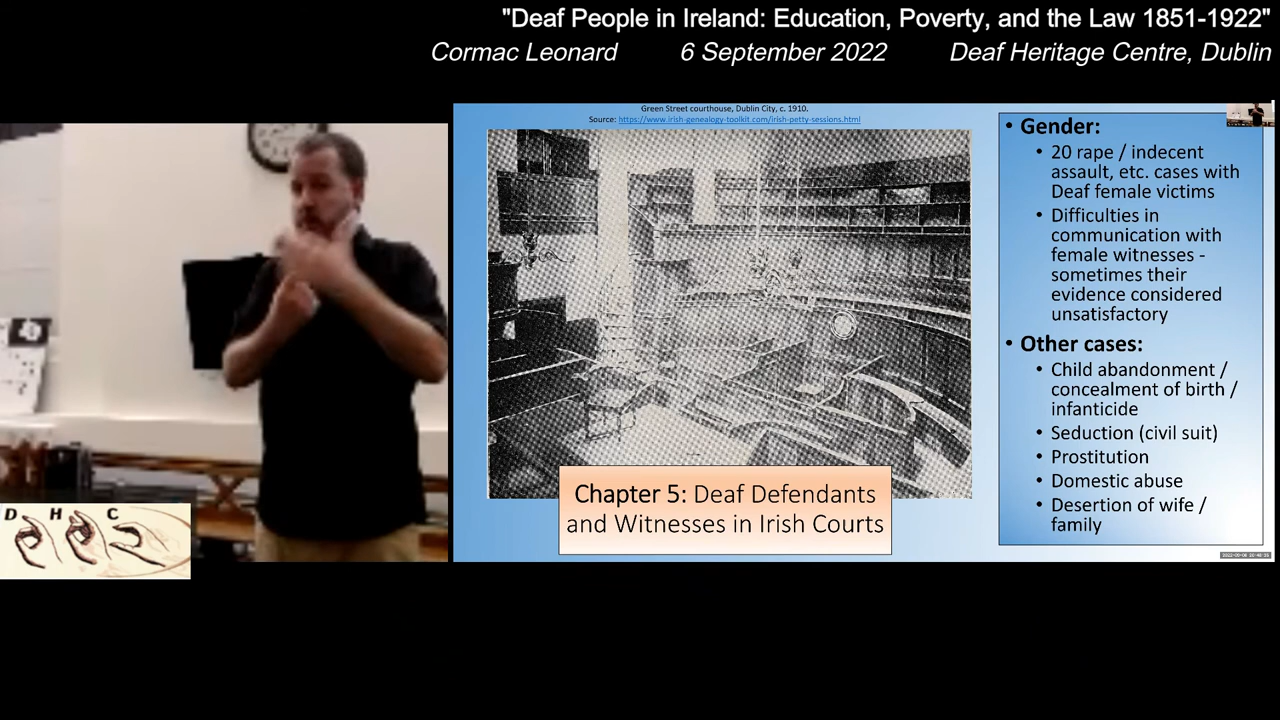 "Deaf People in Ireland: Education, Poverty, and the Law 1851-1922"
Cormac Leonard 6 September 2022 Deaf Heritage Centre, Dublin
Green Street courthouse, Dublin City, c. 1910.
Source: https://www.irish-genealogy-toolkit.com/irish-petty-sessions.html
• Gender:
• 20 rape / indecent
assault, etc. cases with
Deaf female victims
• Difficulties in
communication with
female witnesses -
sometimes their
evidence considered
unsatisfactory
• Other cases:
• Child abandonment /
concealment of birth /
infanticide
• Seduction (civil suit)
• Prostitution
• Domestic abuse
• Desertion of wife /
family
Chapter 5: Deaf Defendants
and Witnesses in Irish Courts
D H C